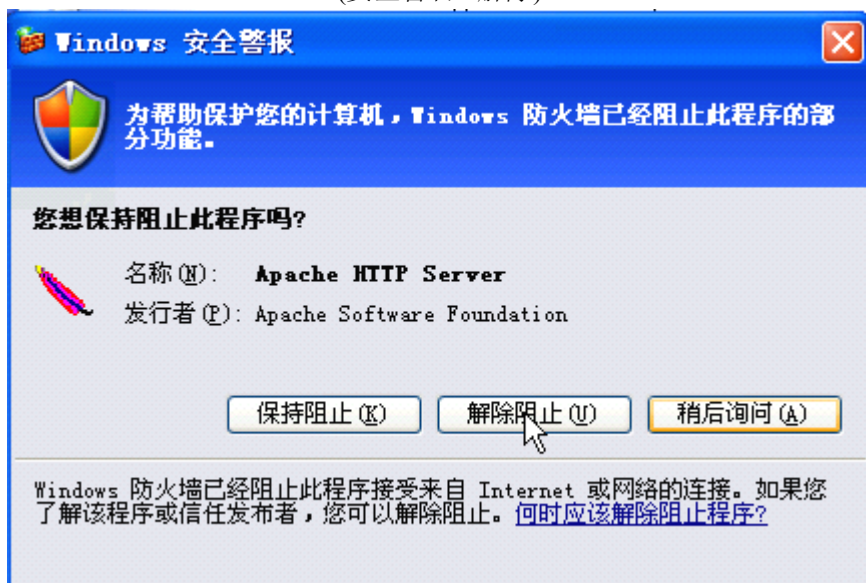 Windows 安全警报
为帮助保护您的计算机，Windows 防火墙已经阻止此程序的部
分功能。
您想保持阻止此程序吗?
名称(N): Apache HTTP Server
发行者(P): Apache Software Foundation
保持阻止(K) 解除阻止(U) 稍后询问(A)
Windows 防火墙已经阻止此程序接受来自 Internet 或网络的连接。如果您
了解该程序或信任发布者，您可以解除阻止。何时应该解除阻止程序?